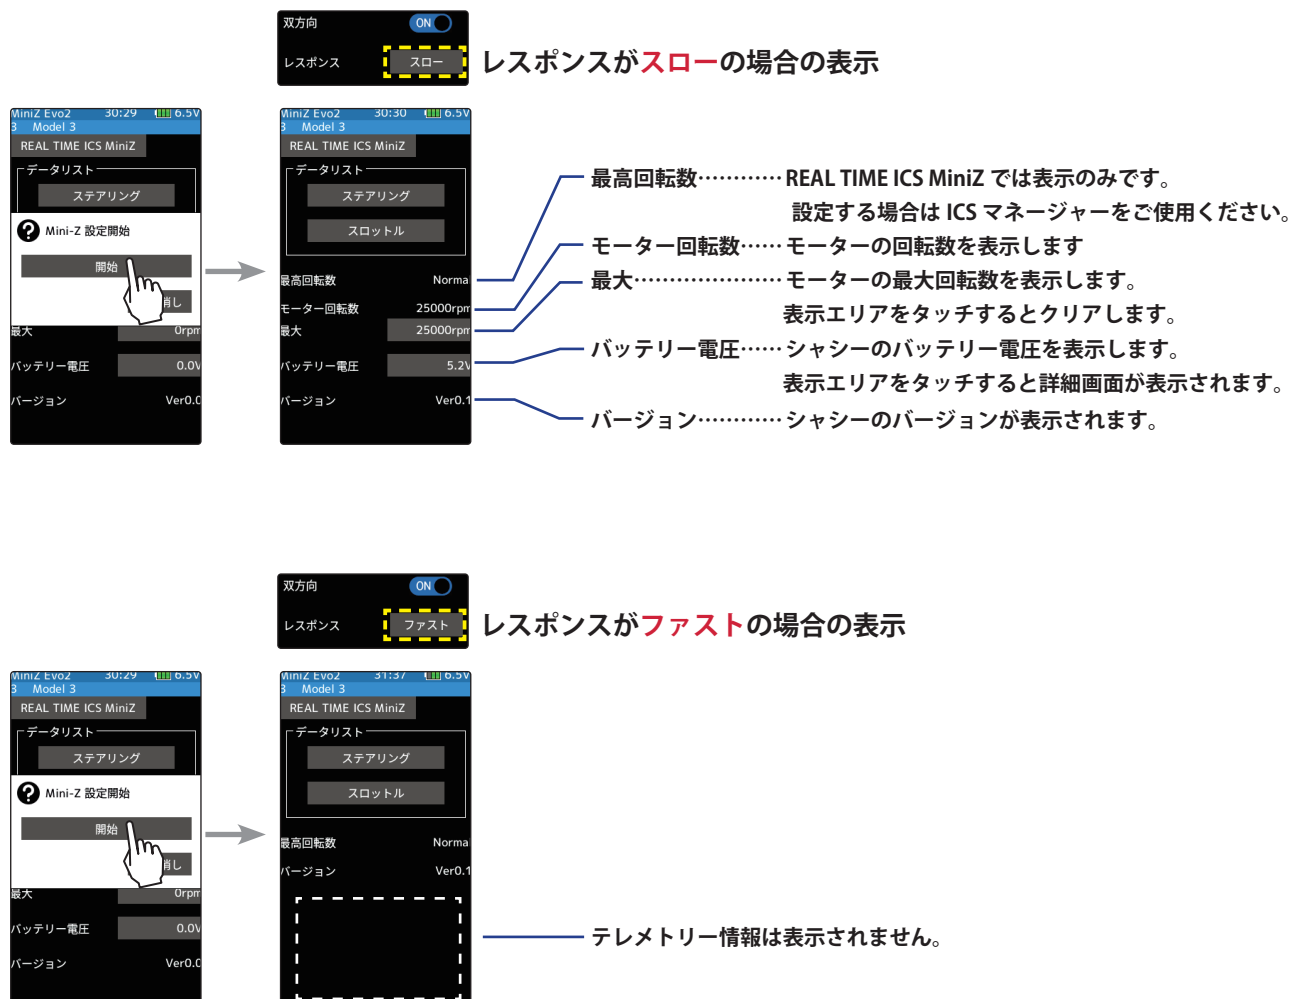 双方向 ON
レスポンス スロー
レスポンスがスローの場合の表示
MiniZ Evo2 30:29 6.5V
3 Model 3
REAL TIME ICS MiniZ
データリスト
ステアリング
Mini-Z 設定開始
開始
消し
最大 0rpm
バッテリー電圧 0.0V
バージョン Ver0.0
MiniZ Evo2 30:30 6.5V
3 Model 3
REAL TIME ICS MiniZ
データリスト
ステアリング
スロットル
最高回転数 Normal
モーター回転数 25000rpm
最大 25000rpm
バッテリー電圧 5.2V
バージョン Ver0.1
最高回転数…………REAL TIME ICS MiniZ では表示のみです。
設定する場合は ICS マネージャーをご使用ください。
モーター回転数……モーターの回転数を表示します
最大…………………モーターの最大回転数を表示します。
表示エリアをタッチするとクリアします。
バッテリー電圧……シャシーのバッテリー電圧を表示します。
表示エリアをタッチすると詳細画面が表示されます。
バージョン…………シャシーのバージョンが表示されます。
双方向 ON
レスポンス ファスト
レスポンスがファストの場合の表示
MiniZ Evo2 30:29 6.5V
3 Model 3
REAL TIME ICS MiniZ
データリスト
ステアリング
Mini-Z 設定開始
開始
消し
最大 0rpm
バッテリー電圧 0.0V
バージョン Ver0.0
MiniZ Evo2 31:37 6.5V
3 Model 3
REAL TIME ICS MiniZ
データリスト
ステアリング
スロットル
最高回転数 Normal
バージョン Ver0.1
テレメトリー情報は表示されません。